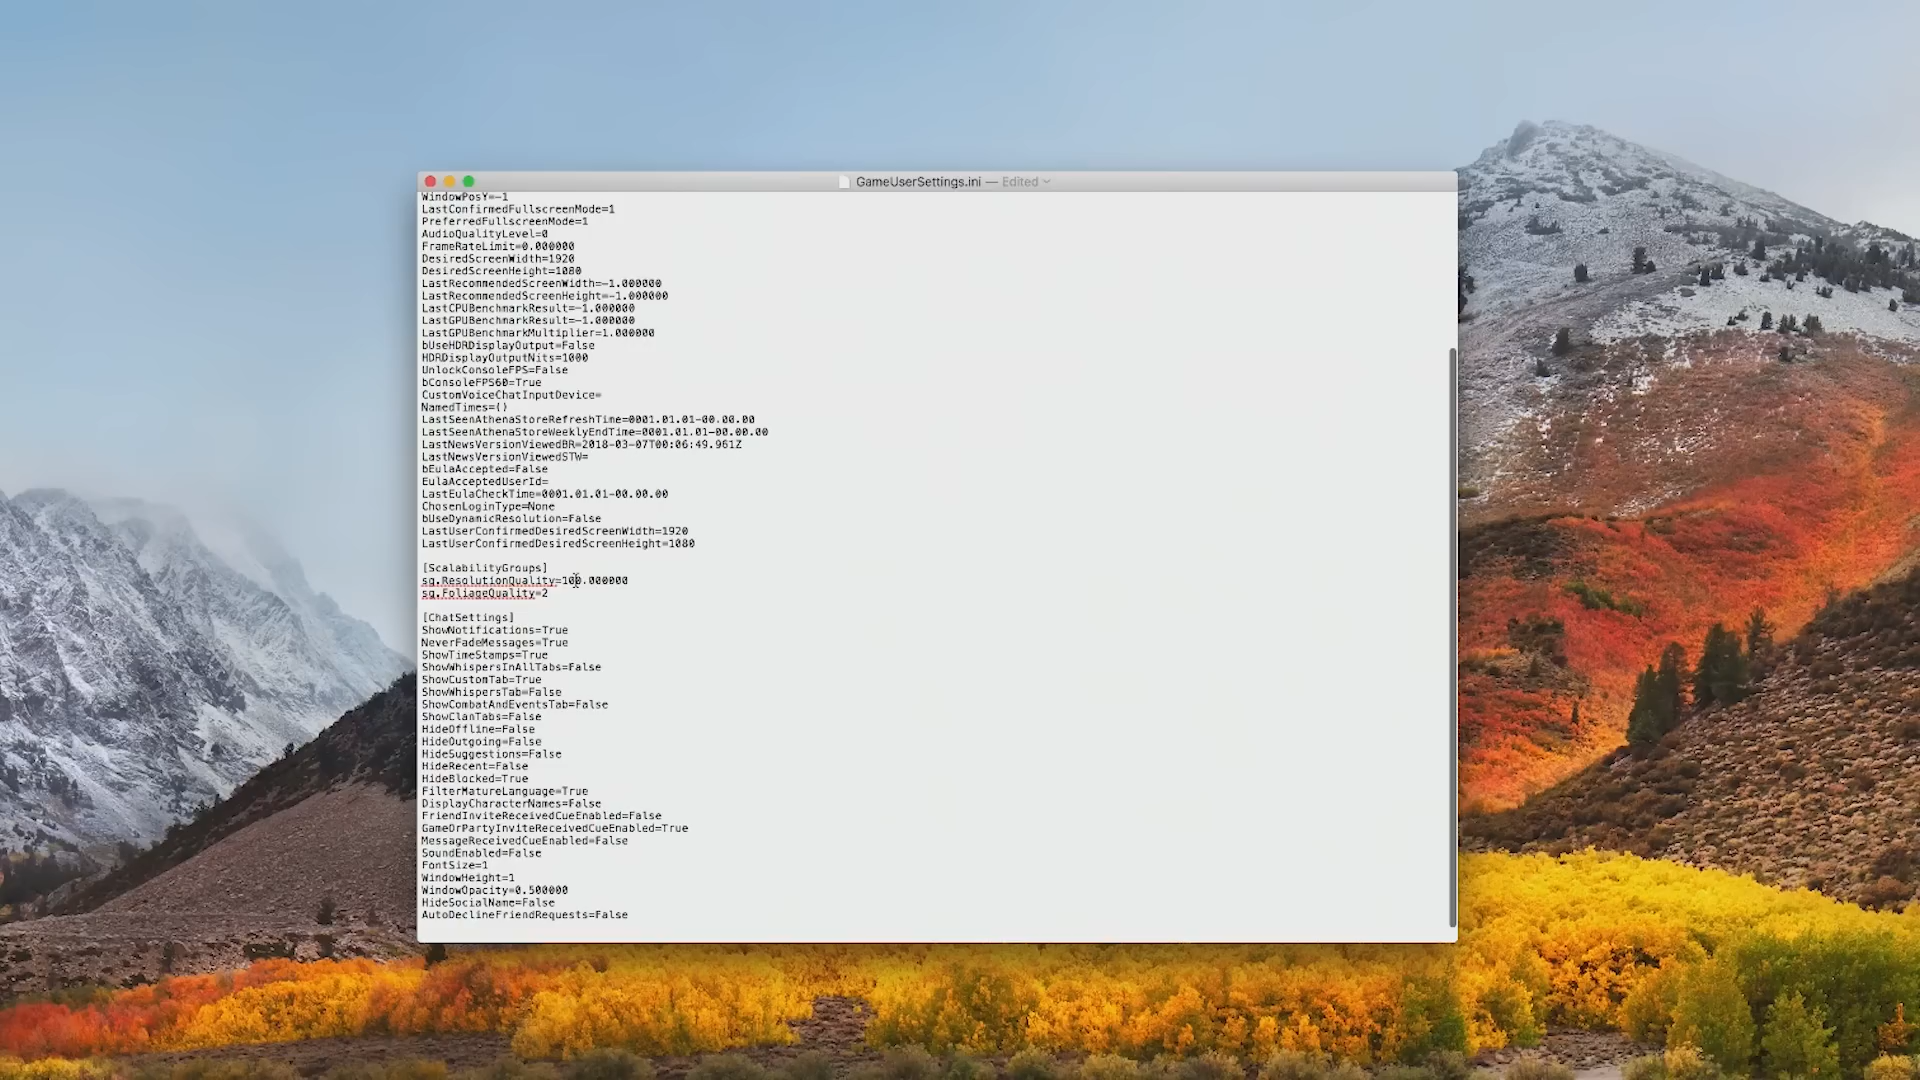 GameUserSettings.ini — Edited
WindowPosY=-1
LastConfirmedFullscreenMode=1
PreferredFullscreenMode=1
AudioQualityLevel=0
FrameRateLimit=0.000000
DesiredScreenWidth=1920
DesiredScreenHeight=1080
LastRecommendedScreenWidth=-1.000000
LastRecommendedScreenHeight=-1.000000
LastCPUBenchmarkResult=-1.000000
LastGPUBenchmarkResult=-1.000000
LastGPUBenchmarkMultiplier=1.000000
bUseHDRDisplayOutput=False
HDRDisplayOutputNits=1000
UnlockConsoleFPS=False
bConsoleFPS60=True
CustomVoiceChatInputDevice=
NamedTimes=()
LastSeenAthenaStoreRefreshTime=0001.01.01-00.00.00
LastSeenAthenaStoreWeeklyEndTime=0001.01.01-00.00.00
LastNewsVersionViewedBR=2018-03-07T00:06:49.961Z
LastNewsVersionViewedSTW=
bEulaAccepted=False
EulaAcceptedUserId=
LastEulaCheckTime=0001.01.01-00.00.00
ChosenLoginType=None
bUseDynamicResolution=False
LastUserConfirmedDesiredScreenWidth=1920
LastUserConfirmedDesiredScreenHeight=1080
[ScalabilityGroups]
sg.ResolutionQuality=100.000000
sg.FoliageQuality=2
[ChatSettings]
ShowNotifications=True
NeverFadeMessages=True
ShowTimeStamps=True
ShowWhispersInAllTabs=False
ShowCustomTab=True
ShowWhispersTab=False
ShowCombatAndEventsTab=False
ShowClanTabs=False
HideOffline=False
HideOutgoing=False
HideSuggestions=False
HideRecent=False
HideBlocked=True
FilterMatureLanguage=True
DisplayCharacterNames=False
FriendInviteReceivedCueEnabled=False
GameOrPartyInviteReceivedCueEnabled=True
MessageReceivedCueEnabled=False
SoundEnabled=False
FontSize=1
WindowHeight=1
WindowOpacity=0.500000
HideSocialName=False
AutoDeclineFriendRequests=False